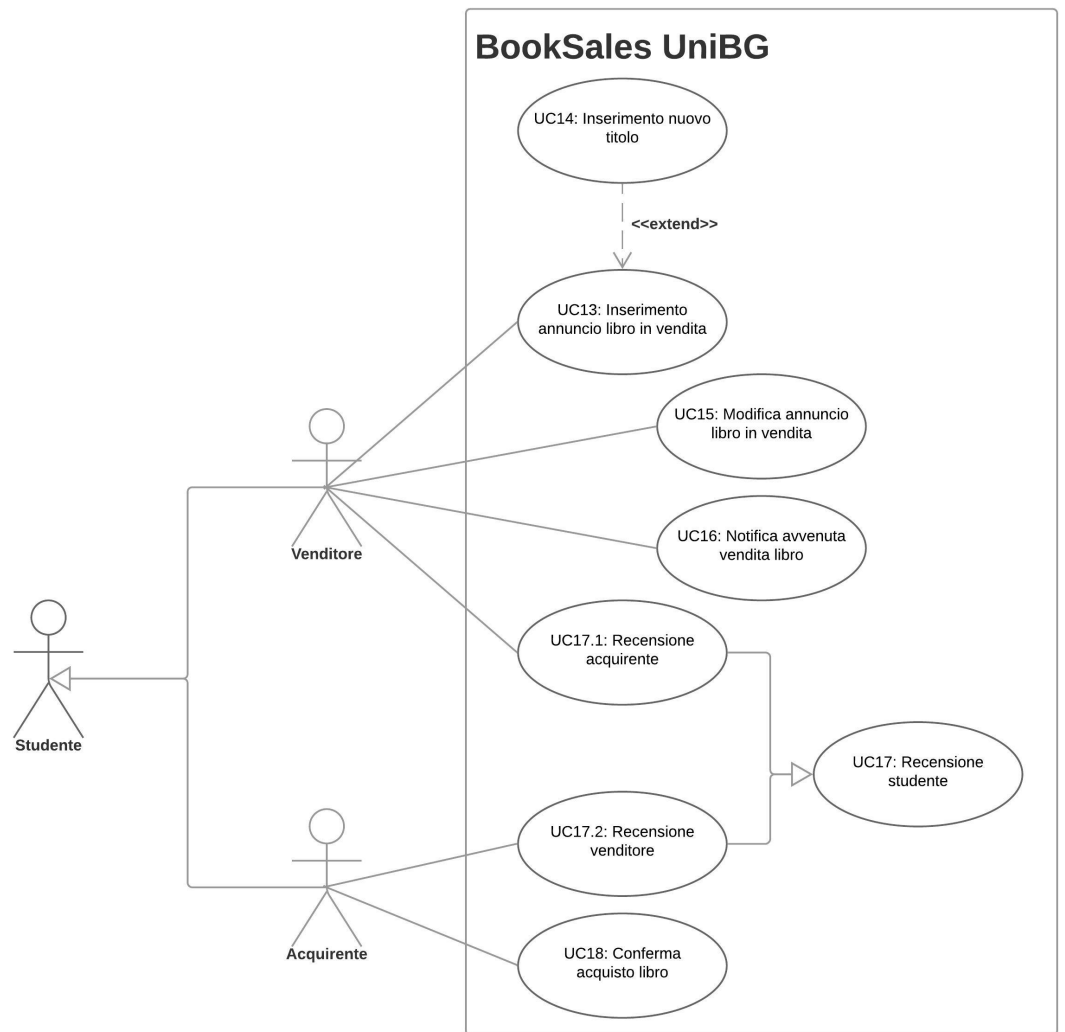 BookSales UniBG
UC14: Inserimento nuovo
titolo
<<extend>>
UC13: Inserimento
annuncio libro in vendita
UC15: Modifica annuncio
libro in vendita
UC16: Notifica avvenuta
vendita libro
Venditore
UC17.1: Recensione
acquirente
Studente
UC17: Recensione
studente
UC17.2: Recensione
venditore
Acquirente
UC18: Conferma
acquisto libro